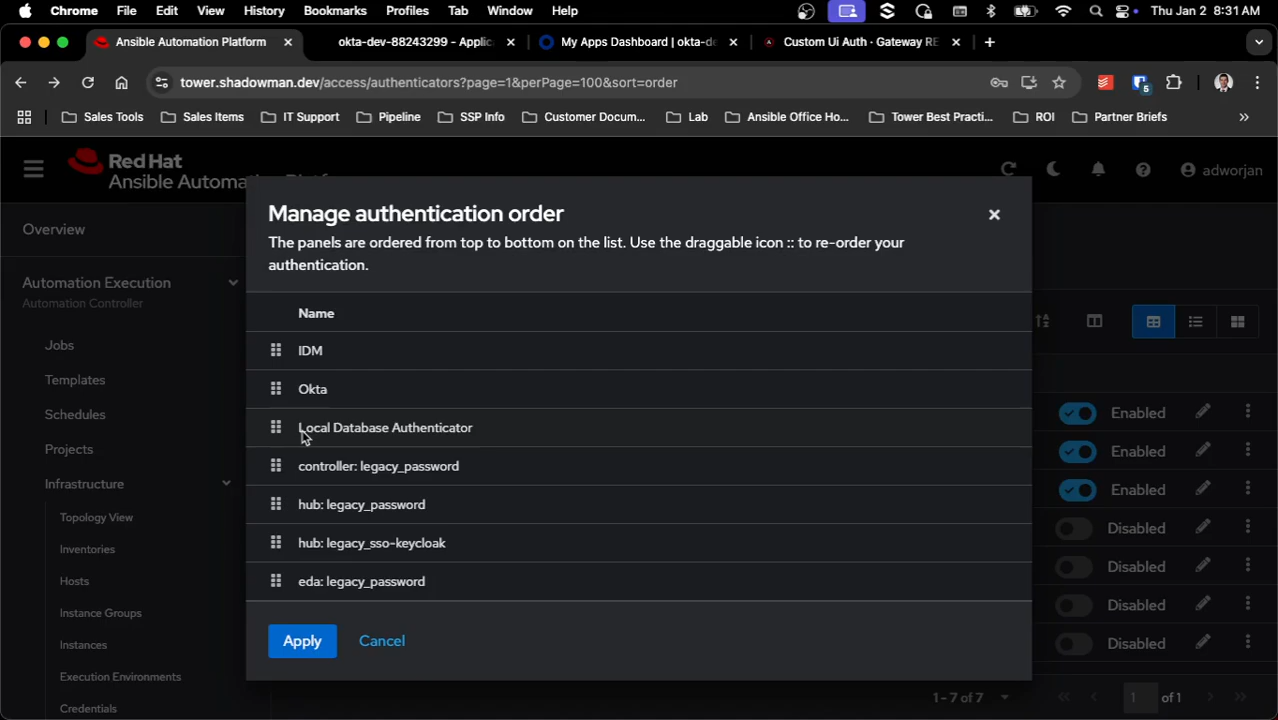 Chrome File Edit View History Bookmarks Profiles Tab Window Help Thu Jan 2 8:31 AM
Ansible Automation Platform okta-dev-88243299 - Applic My Apps Dashboard | okta-de Custom Ui Auth · Gateway RE
tower.shadowman.dev/access/authenticators?page=1&perPage=100&sort=order 5
Sales Tools Sales Items IT Support Pipeline SSP Info Customer Docum... Lab Ansible Office Ho... Tower Best Practi... ROI Partner Briefs »
Red Hat
Ansible Automa
adworjan
Manage authentication order
The panels are ordered from top to bottom on the list. Use the draggable icon :: to re-order your
authentication.
Overview
Automation Execution
Automation Controller
Name
Jobs
IDM
Templates
Okta
Enabled
Schedules
Local Database Authenticator
Enabled
Projects
controller: legacy_password
Infrastructure
Enabled
Topology View
hub: legacy_password
Disabled
Inventories
hub: legacy_sso-keycloak
Disabled
Hosts
eda: legacy_password
Disabled
Instance Groups
Instances
Apply Cancel
Disabled
Execution Environments
Credentials
1 - 7 of 7 1 of 1